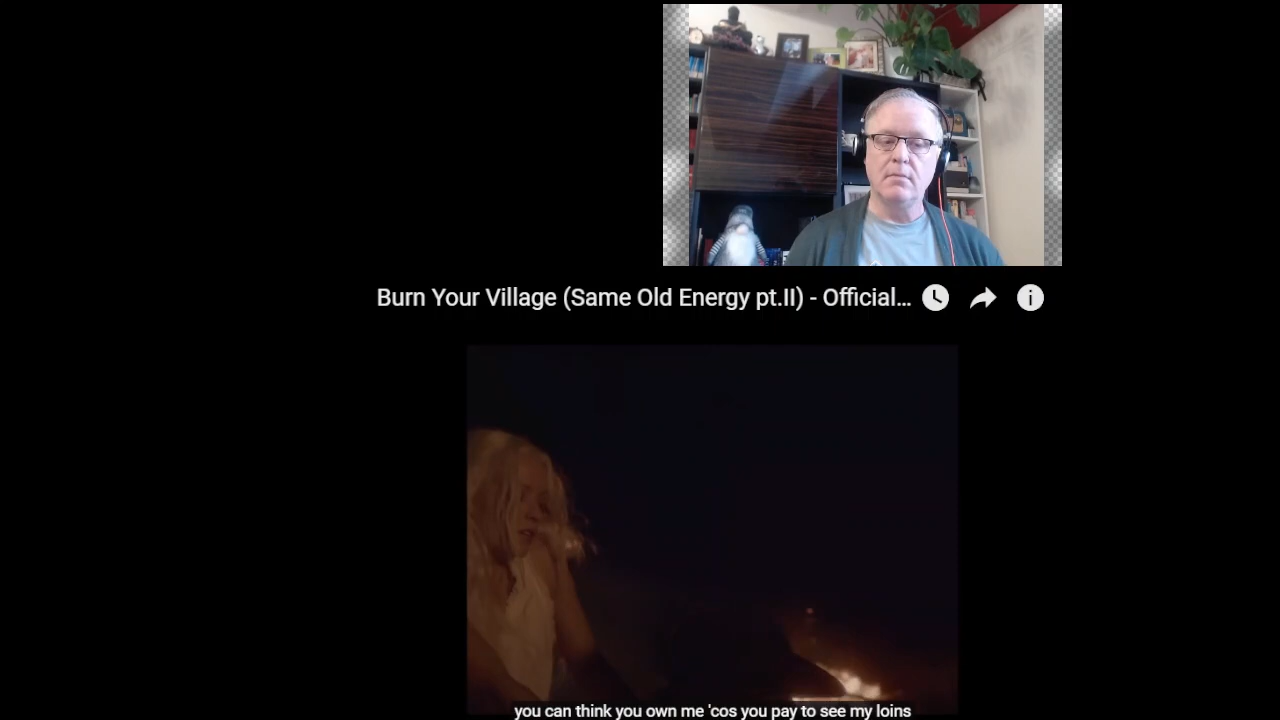 Burn Your Village (Same Old Energy pt.II) - Official...
you can think you own me 'cos you pay to see my loins